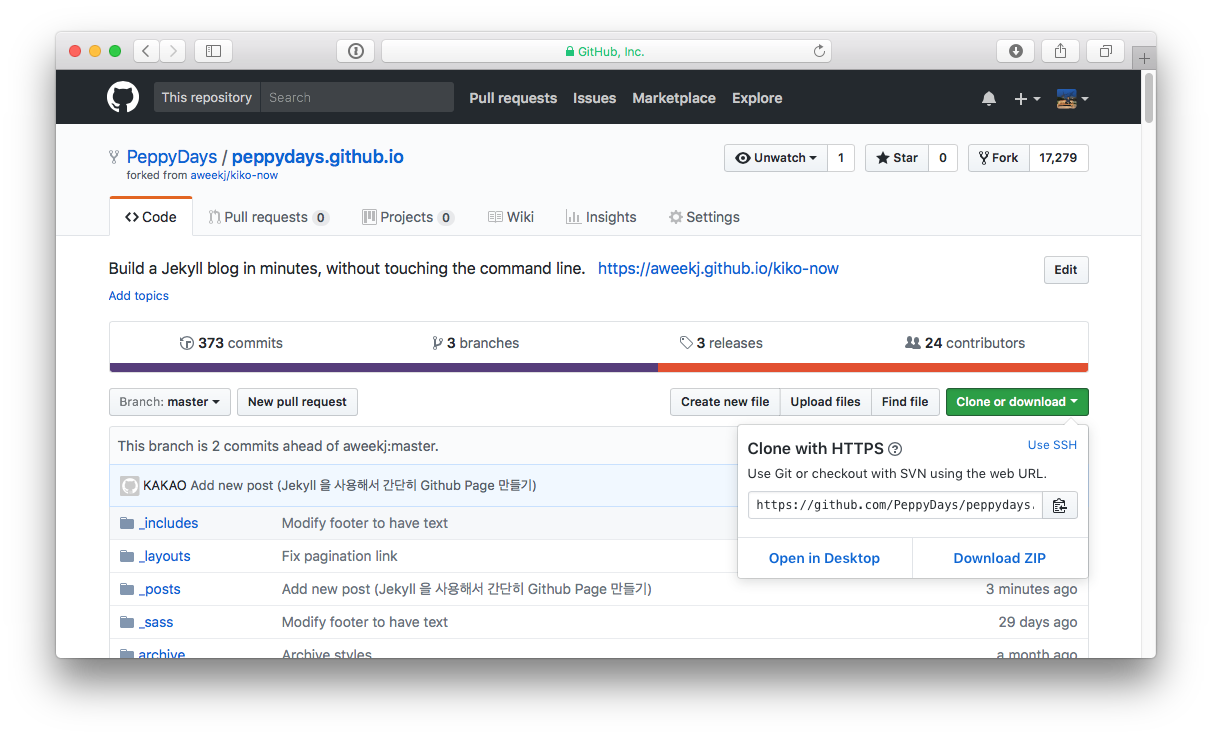 GitHub, Inc.
This repository Search Pull requests Issues Marketplace Explore
PeppyDays / peppydays.github.io Unwatch 1 Star 0 Fork 17,279
forked from aweekj/kiko-now
Code Pull requests 0 Projects 0 Wiki Insights Settings
Build a Jekyll blog in minutes, without touching the command line. https://aweekj.github.io/kiko-now Edit
Add topics
373 commits 3 branches 3 releases 24 contributors
Branch: master New pull request Create new file Upload files Find file Clone or download
This branch is 2 commits ahead of aweekj:master.
Clone with HTTPS Use SSH
Use Git or checkout with SVN using the web URL.
https://github.com/PeppyDays/peppydays.
Open in Desktop Download ZIP
KAKAO Add new post (Jekyll 을 사용해서 간단히 Github Page 만들기)
_includes Modify footer to have text
_layouts Fix pagination link
_posts Add new post (Jekyll 을 사용해서 간단히 Github Page 만들기) 3 minutes ago
_sass Modify footer to have text 29 days ago
archive Archive styles a month ago